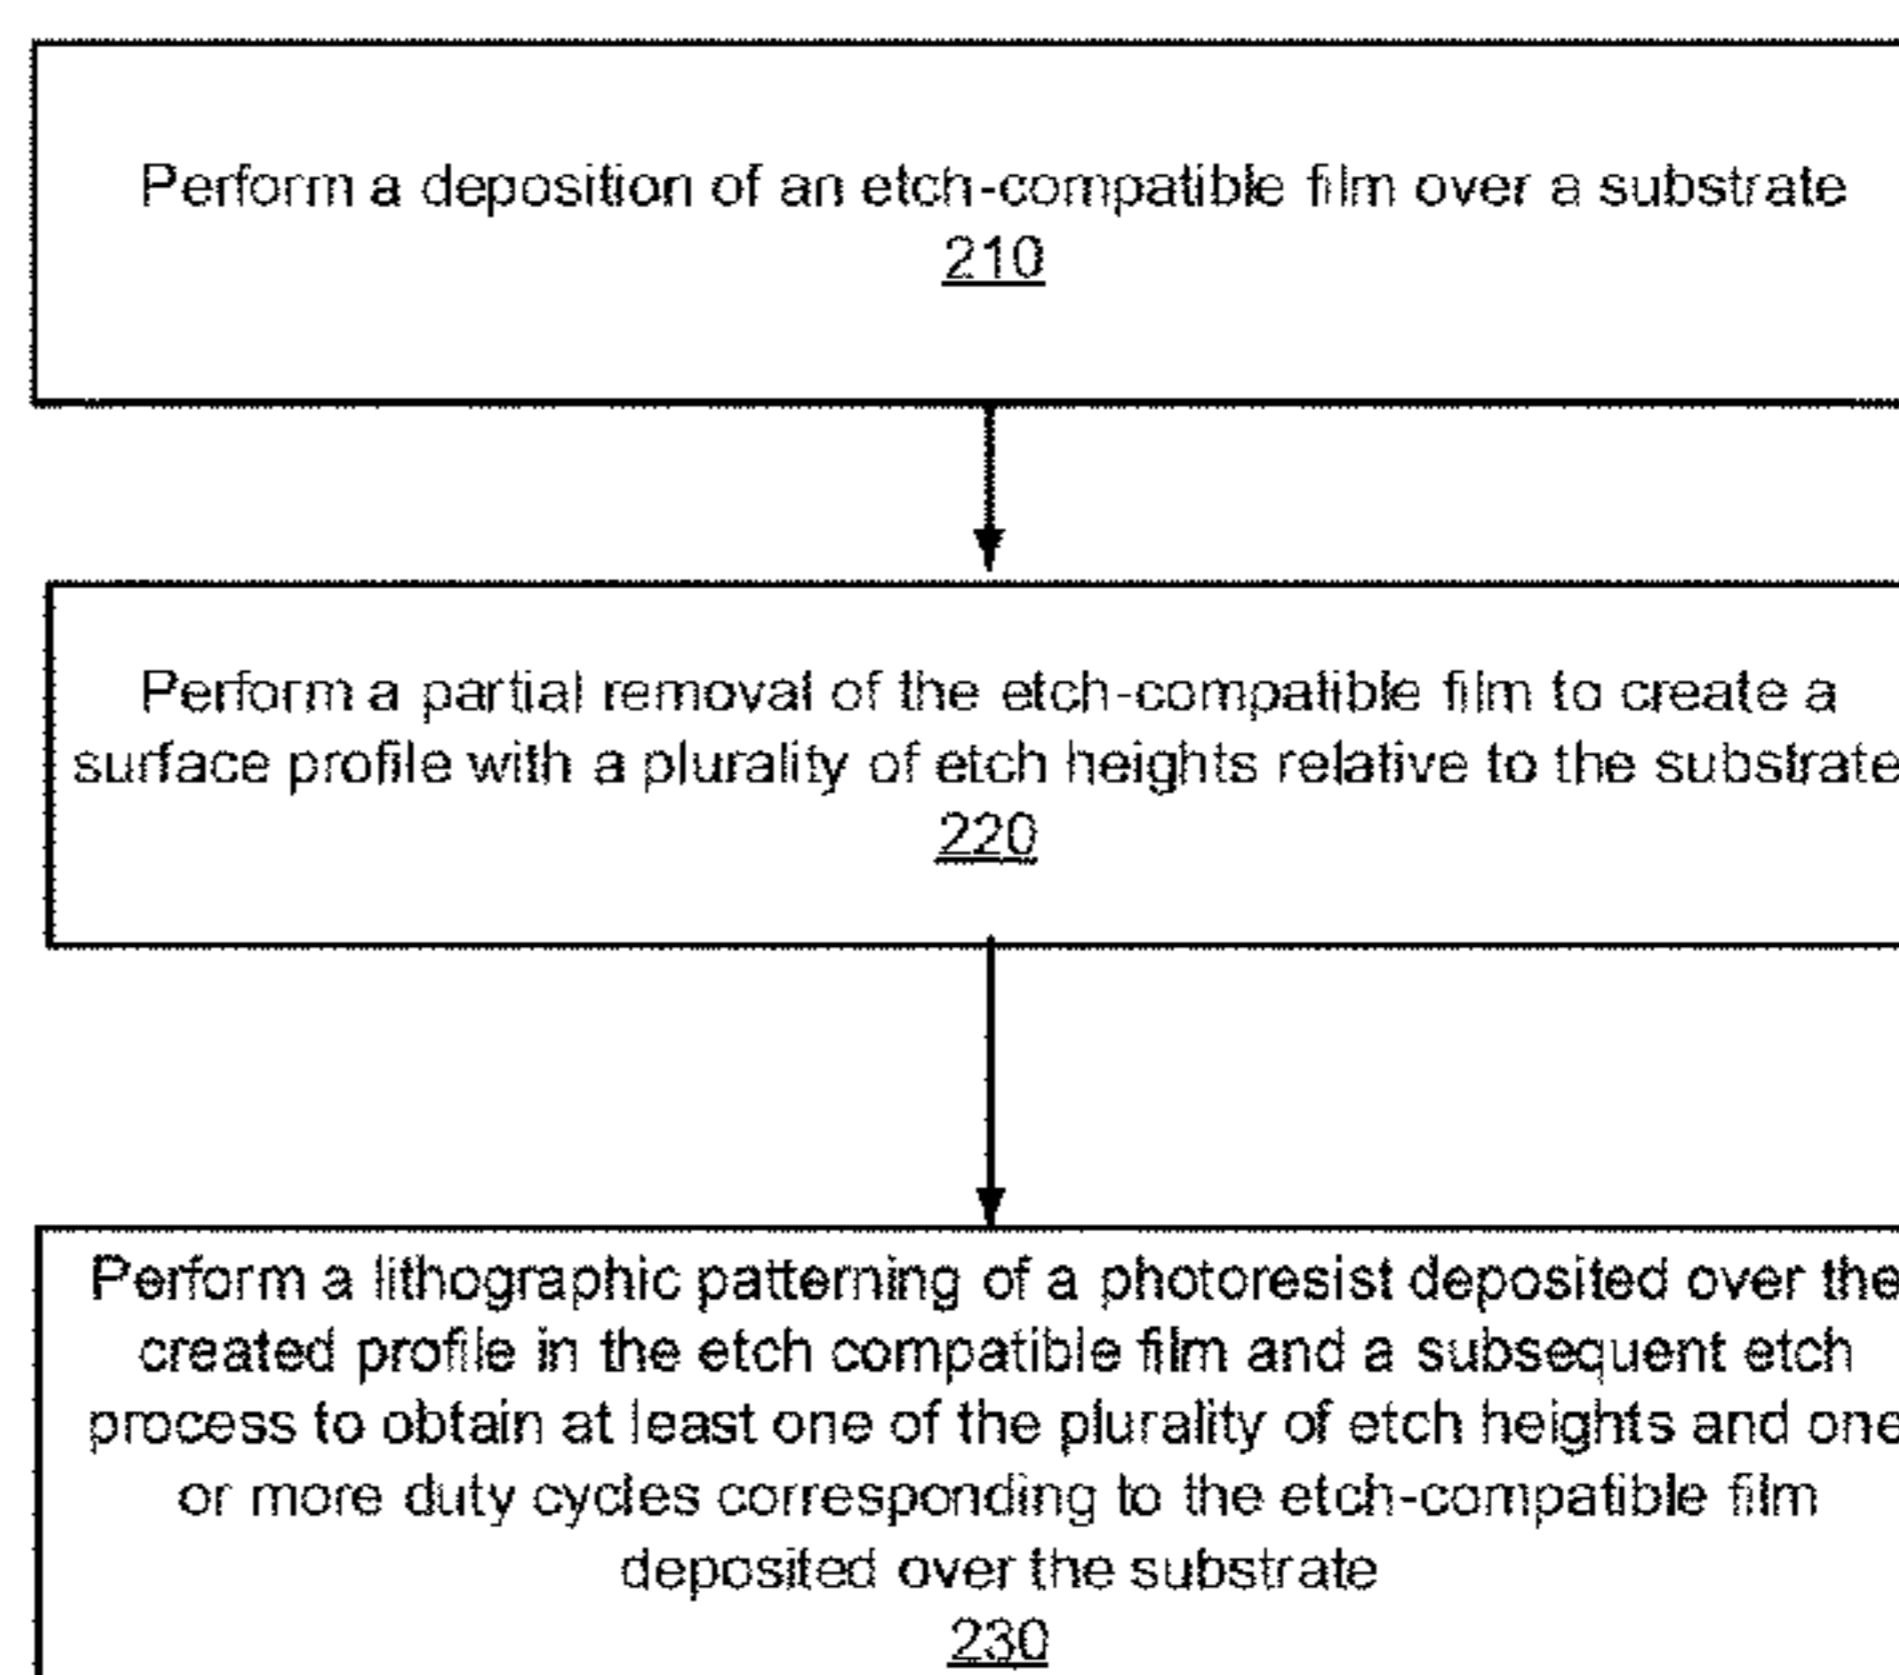 Perform a deposition of an etch-compatible film over a substrate
210
Perform a partial removal of the etch-compatible film to create a
surface profile with a plurality of etch heights relative to the substrate
220
Perform a lithographic patterning of a photoresist deposited over the
created profile in the etch compatible film and a subsequent etch
process to obtain at least one of the plurality of etch heights and one
or more duty cycles corresponding to the etch-compatible film
deposited over the substrate
230